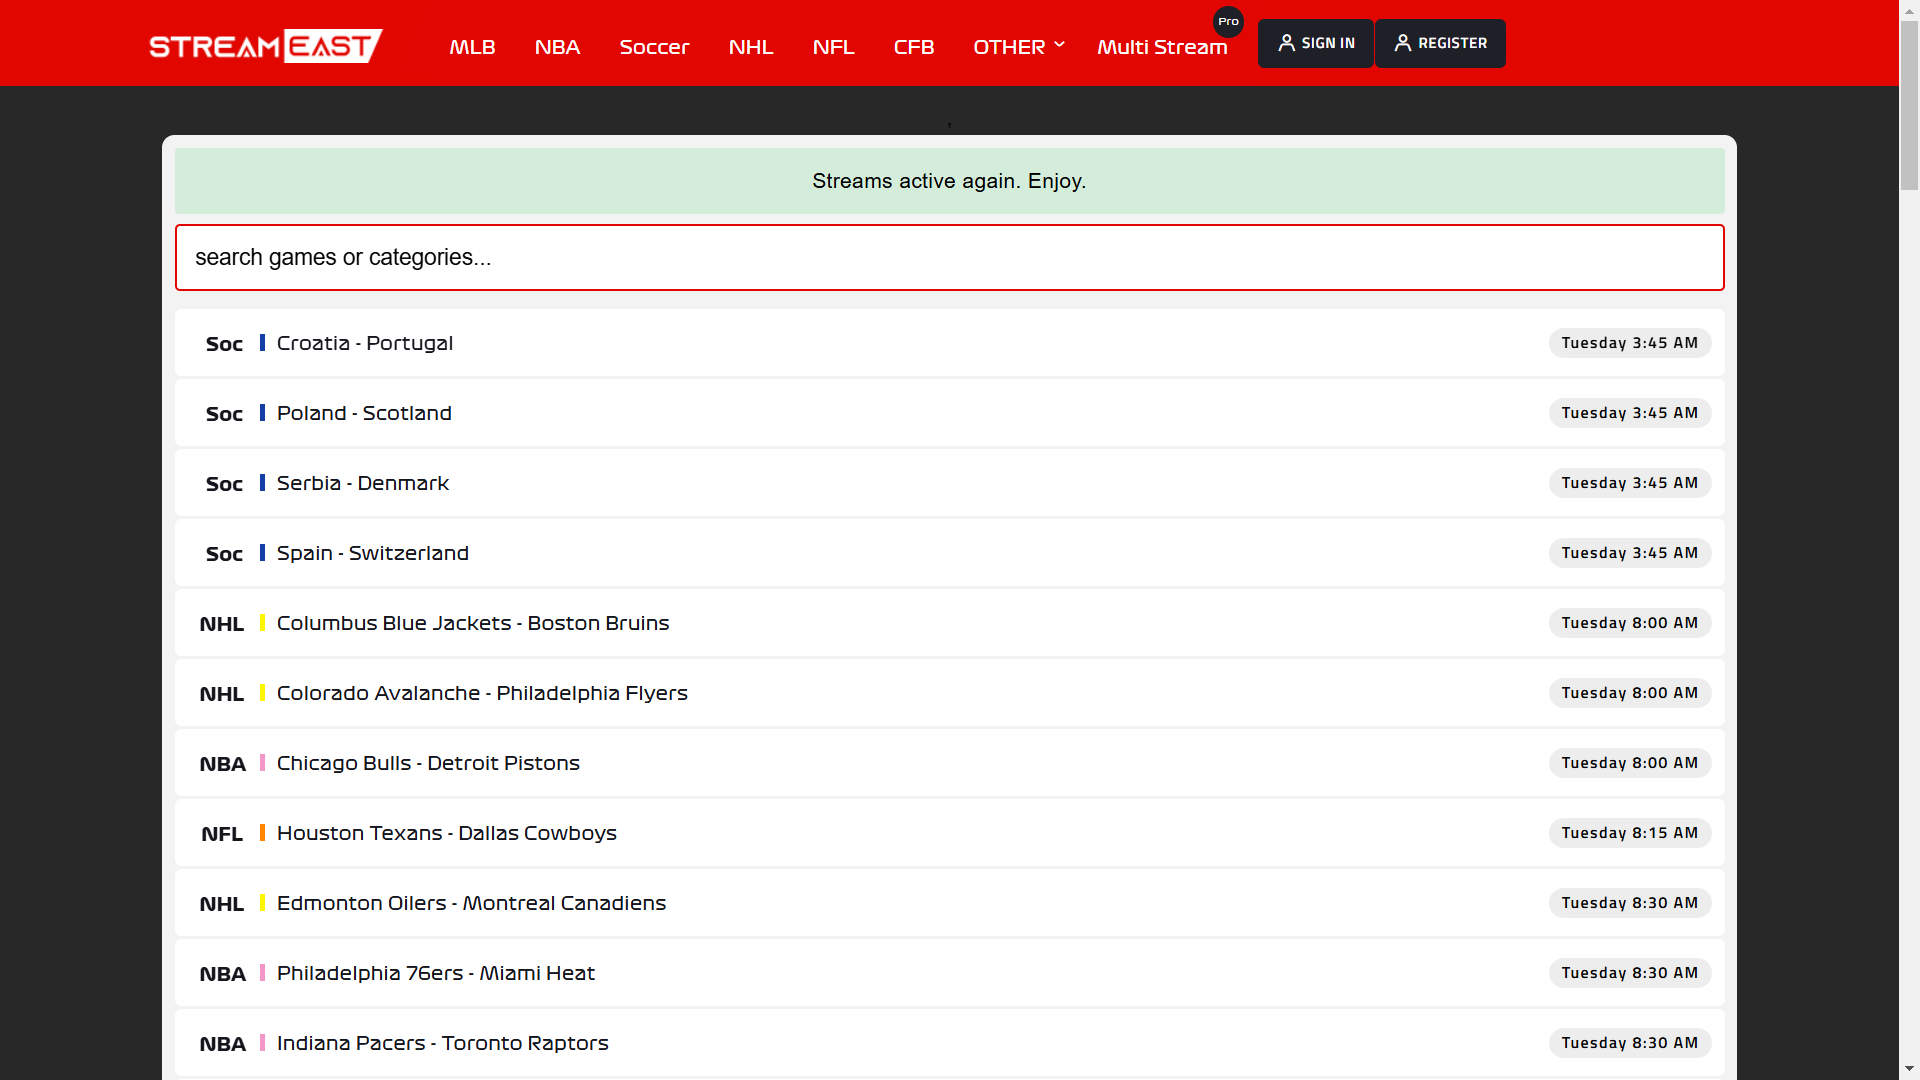 STREAMEAST MLB NBA Soccer NHL NFL CFB OTHER Multi Stream Pro SIGN IN REGISTER
,
Streams active again. Enjoy.
search games or categories...
Soc Croatia - Portugal Tuesday 3:45 AM
Soc Poland - Scotland Tuesday 3:45 AM
Soc Serbia - Denmark Tuesday 3:45 AM
Soc Spain - Switzerland Tuesday 3:45 AM
NHL Columbus Blue Jackets - Boston Bruins Tuesday 8:00 AM
NHL Colorado Avalanche - Philadelphia Flyers Tuesday 8:00 AM
NBA Chicago Bulls - Detroit Pistons Tuesday 8:00 AM
NFL Houston Texans - Dallas Cowboys Tuesday 8:15 AM
NHL Edmonton Oilers - Montreal Canadiens Tuesday 8:30 AM
NBA Philadelphia 76ers - Miami Heat Tuesday 8:30 AM
NBA Indiana Pacers - Toronto Raptors Tuesday 8:30 AM